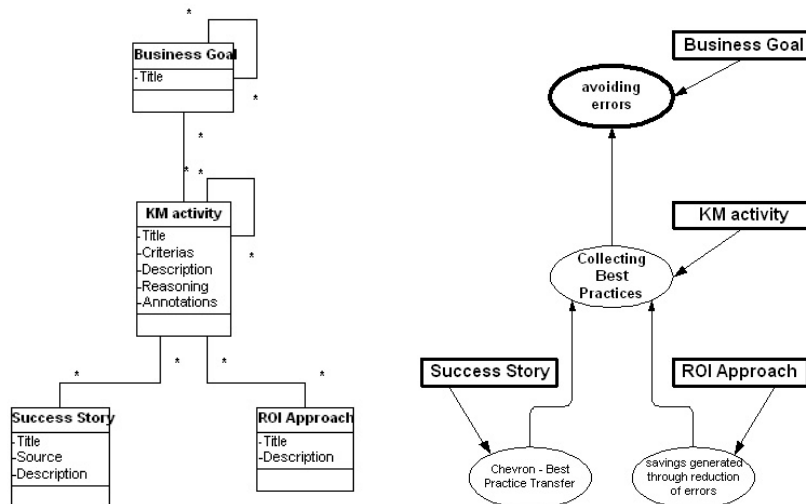 *
Business Goal
- Title
*
*
*
*
KM activity
-Title
-Criterias
-Description
-Reasoning
-Annotations
*
*
*
*
*
Success Story
-Title
-Source
-Description
ROI Approach
-Title
-Description
Business Goal
avoiding
errors
KM activity
Collecting
Best
Practices
Success Story
ROI Approach
Chevron - Best
Practice Transfer
savings generated
through reduction
of errors